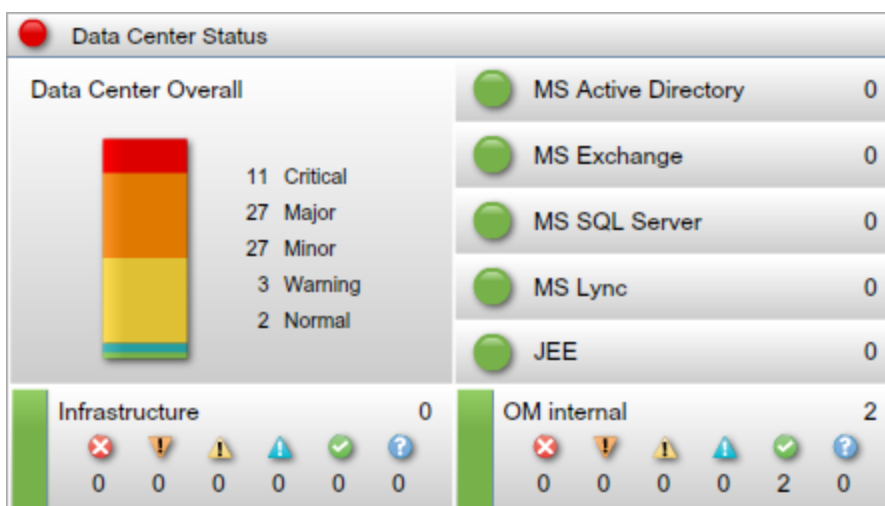 Data Center Status
Data Center Overall
11 Critical
27 Major
27 Minor
3 Warning
2 Normal
MS Active Directory 0
MS Exchange 0
MS SQL Server 0
MS Lync 0
JEE 0
Infrastructure 0
0 0 0 0 0 0
OM internal 2
0 0 0 0 2 0